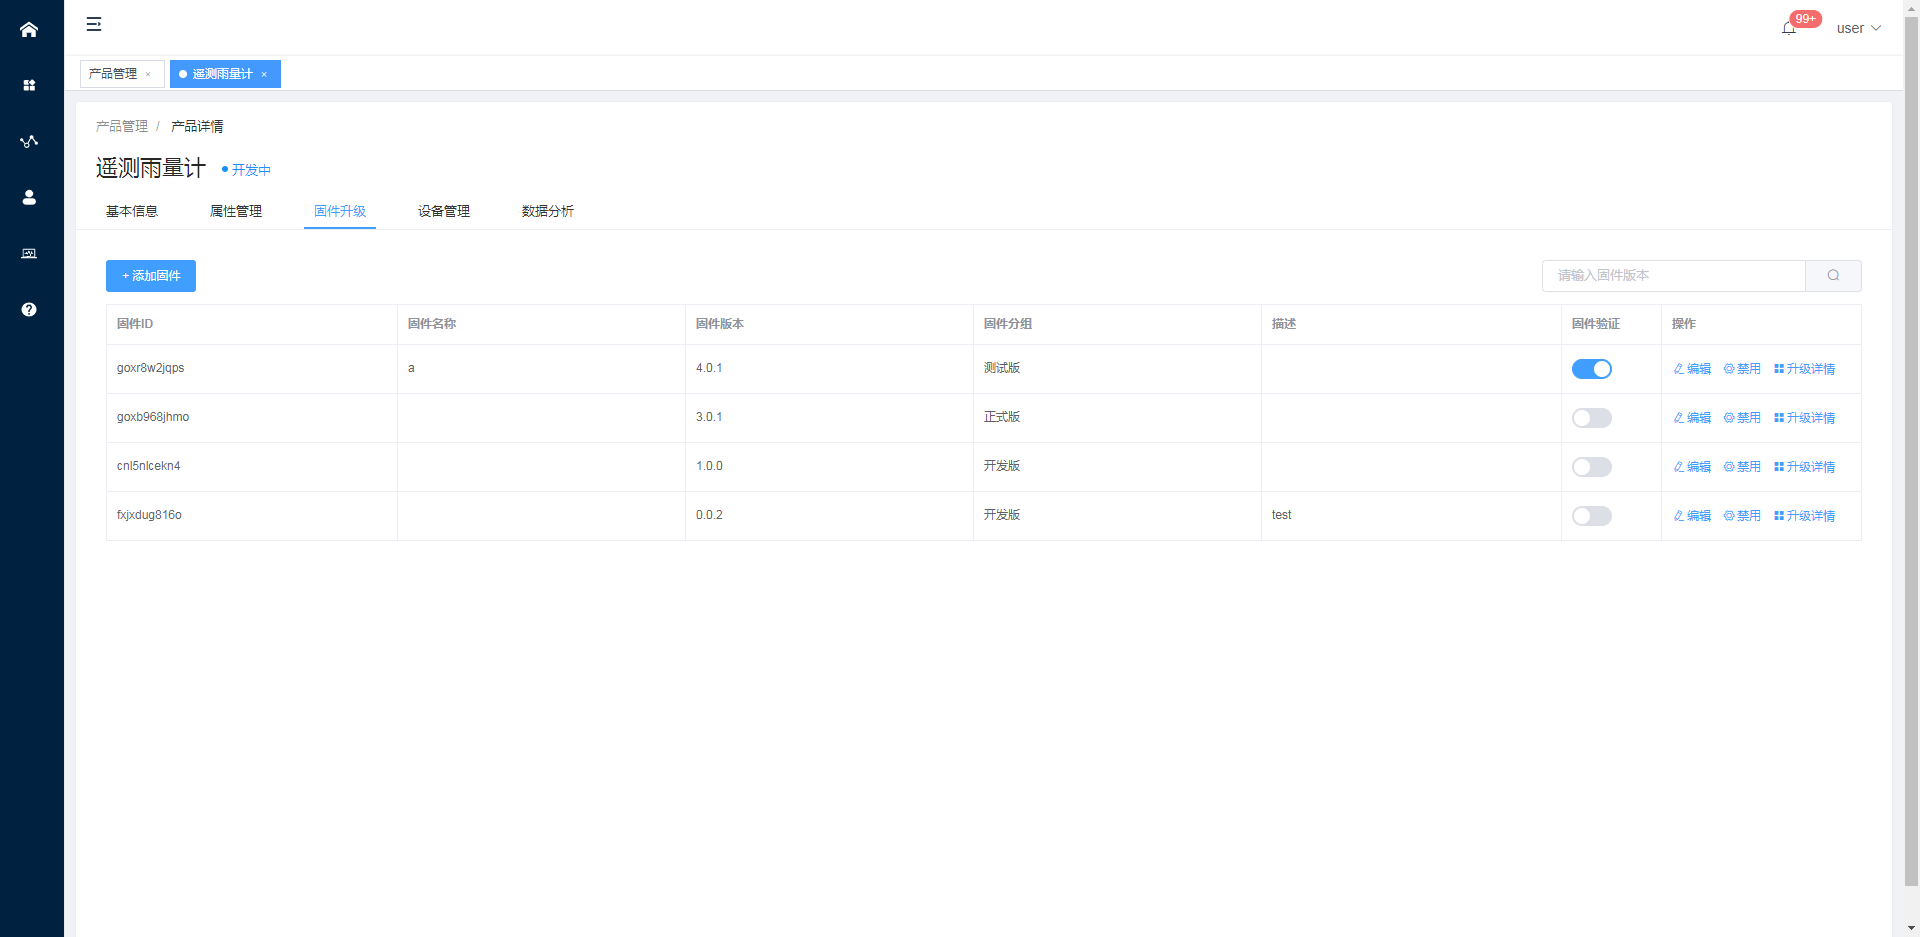 99+
user
产品管理 ×
遥测雨量计 ×
产品管理 / 产品详情
遥测雨量计 开发中
基本信息 属性管理 固件升级 设备管理 数据分析
+ 添加固件 请输入固件版本
固件ID 固件名称 固件版本 固件分组 描述 固件验证 操作
goxr8w2jqps a 4.0.1 测试版 编辑 禁用 升级详情
goxb968jhmo 3.0.1 正式版 编辑 禁用 升级详情
cnl5nlcekn4 1.0.0 开发版 编辑 禁用 升级详情
fxjxdug816o 0.0.2 开发版 test 编辑 禁用 升级详情